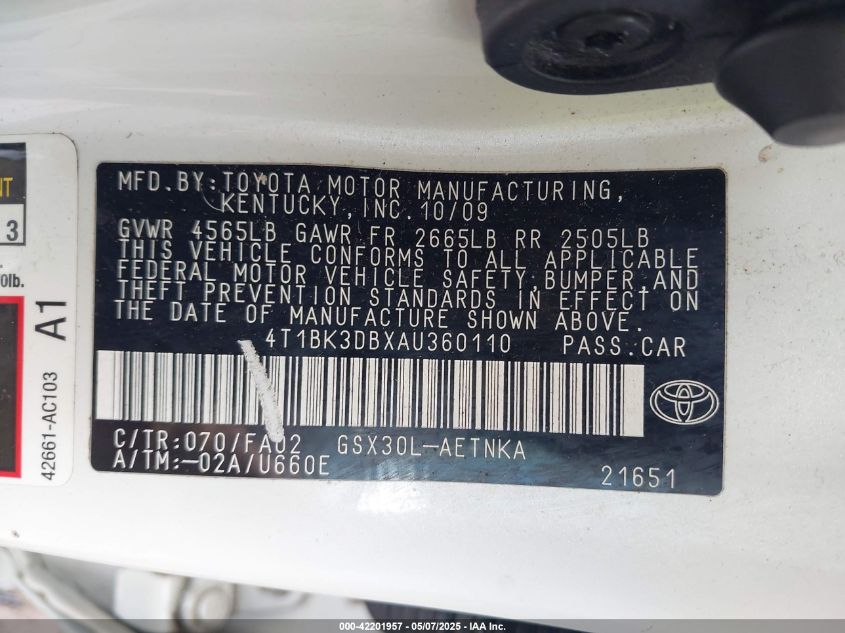 NT
3
0lb.
A1
42661-AC103
MFD.BY:TOYOTA MOTOR MANUFACTURING,
KENTUCKY,INC.10/09
GVWR 4565LB GAWR FR 2665LB RR 2505LB
THIS VEHICLE CONFORMS TO ALL APPLICABLE
FEDERAL MOTOR VEHICLE SAFETY,BUMPER,AND
THEFT PREVENTION STANDARDS IN EFFECT ON
THE DATE OF MANUFACTURE SHOWN ABOVE.
4T1BK3DBXAU360110 PASS.CAR
C/TR:070/FA02 GSX30L-AETNKA
A/TM:-02A/U660E
21651
000-42201957 - 05/07/2025 - IAA Inc.